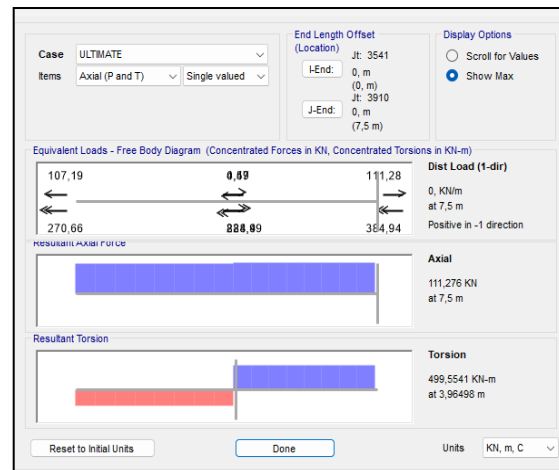 End Length Offset
(Location)
Display Options
Case
ULTIMATE
Items
Axial (P and T)
Single valued
I-End:
Jt: 3541
0, m
(0, m)
J-End:
Jt: 3910
0, m
(7,5 m)
Scroll for Values
Show Max
Equivalent Loads - Free Body Diagram (Concentrated Forces in KN, Concentrated Torsions in KN-m)
107,19
111,28
270,66
384,94
Dist Load (1-dir)
0, KN/m
at 7,5 m
Positive in -1 direction
Resultant Axial Force
Axial
111,276 KN
at 7,5 m
Resultant Torsion
Torsion
499,5541 KN-m
at 3,96498 m
Reset to Initial Units
Done
Units
KN, m, C